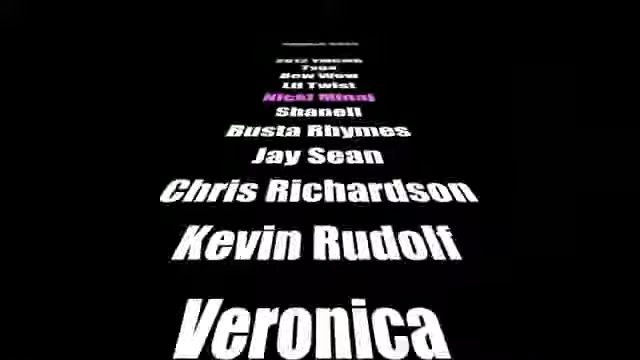 2012 YMCMB
Tyga
Bow Wow
Lil Twist
Nicki Minaj
Shanell
Busta Rhymes
Jay Sean
Chris Richardson
Kevin Rudolf
Veronica